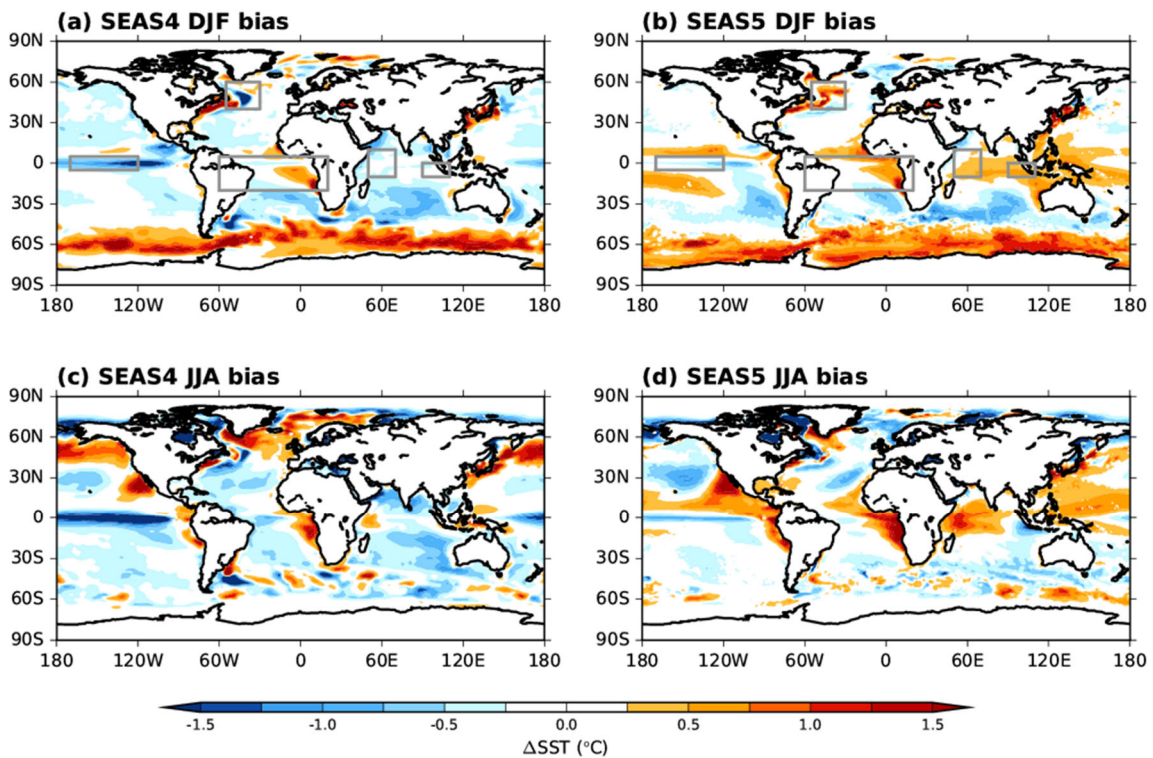 (a) SEAS4 DJF bias
(b) SEAS5 DJF bias
90N
60N
30N
0
30S
60S
90S
180 120W 60W 0 60E 120E 180
90N
60N
30N
0
30S
60S
90S
180 120W 60W 0 60E 120E 180
(c) SEAS4 JJA bias
(d) SEAS5 JJA bias
90N
60N
30N
0
30S
60S
90S
180 120W 60W 0 60E 120E 180
90N
60N
30N
0
30S
60S
90S
180 120W 60W 0 60E 120E 180
-1.5 -1.0 -0.5 0.0 0.5 1.0 1.5
ΔSST (°C)